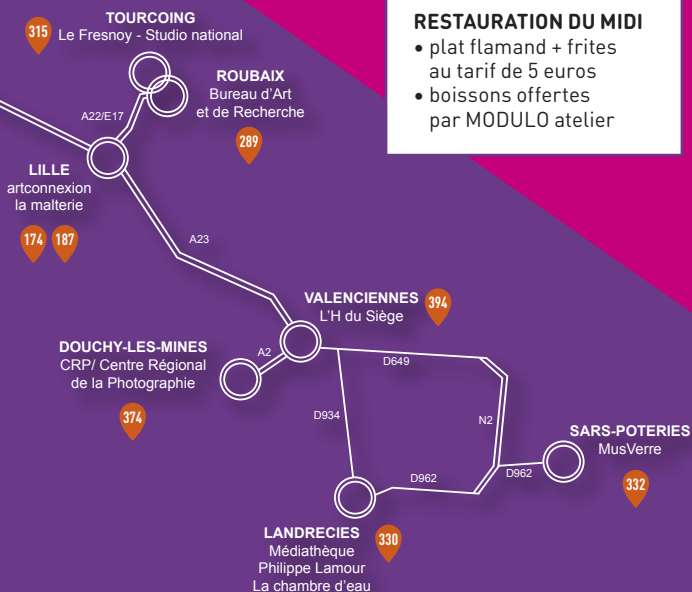 TOURCOING
Le Fresnoy - Studio national
315
ROUBAIX
Bureau d'Art
et de Recherche
289
A22/E17
LILLE
artconnexion
la malterie
174 187
A23
VALENCIENNES
L'H du Siège
394
DOUCHY-LES-MINES
CRP/ Centre Régional
de la Photographie
374
A2
D649
D934
N2
SARS-POTERIES
MusVerre
332
D962
D962
LANDRECIES
Médiathèque
Philippe Lamour
La chambre d'eau
330
RESTAURATION DU MIDI
• plat flamand + frites
au tarif de 5 euros
• boissons offertes
par MODULO atelier